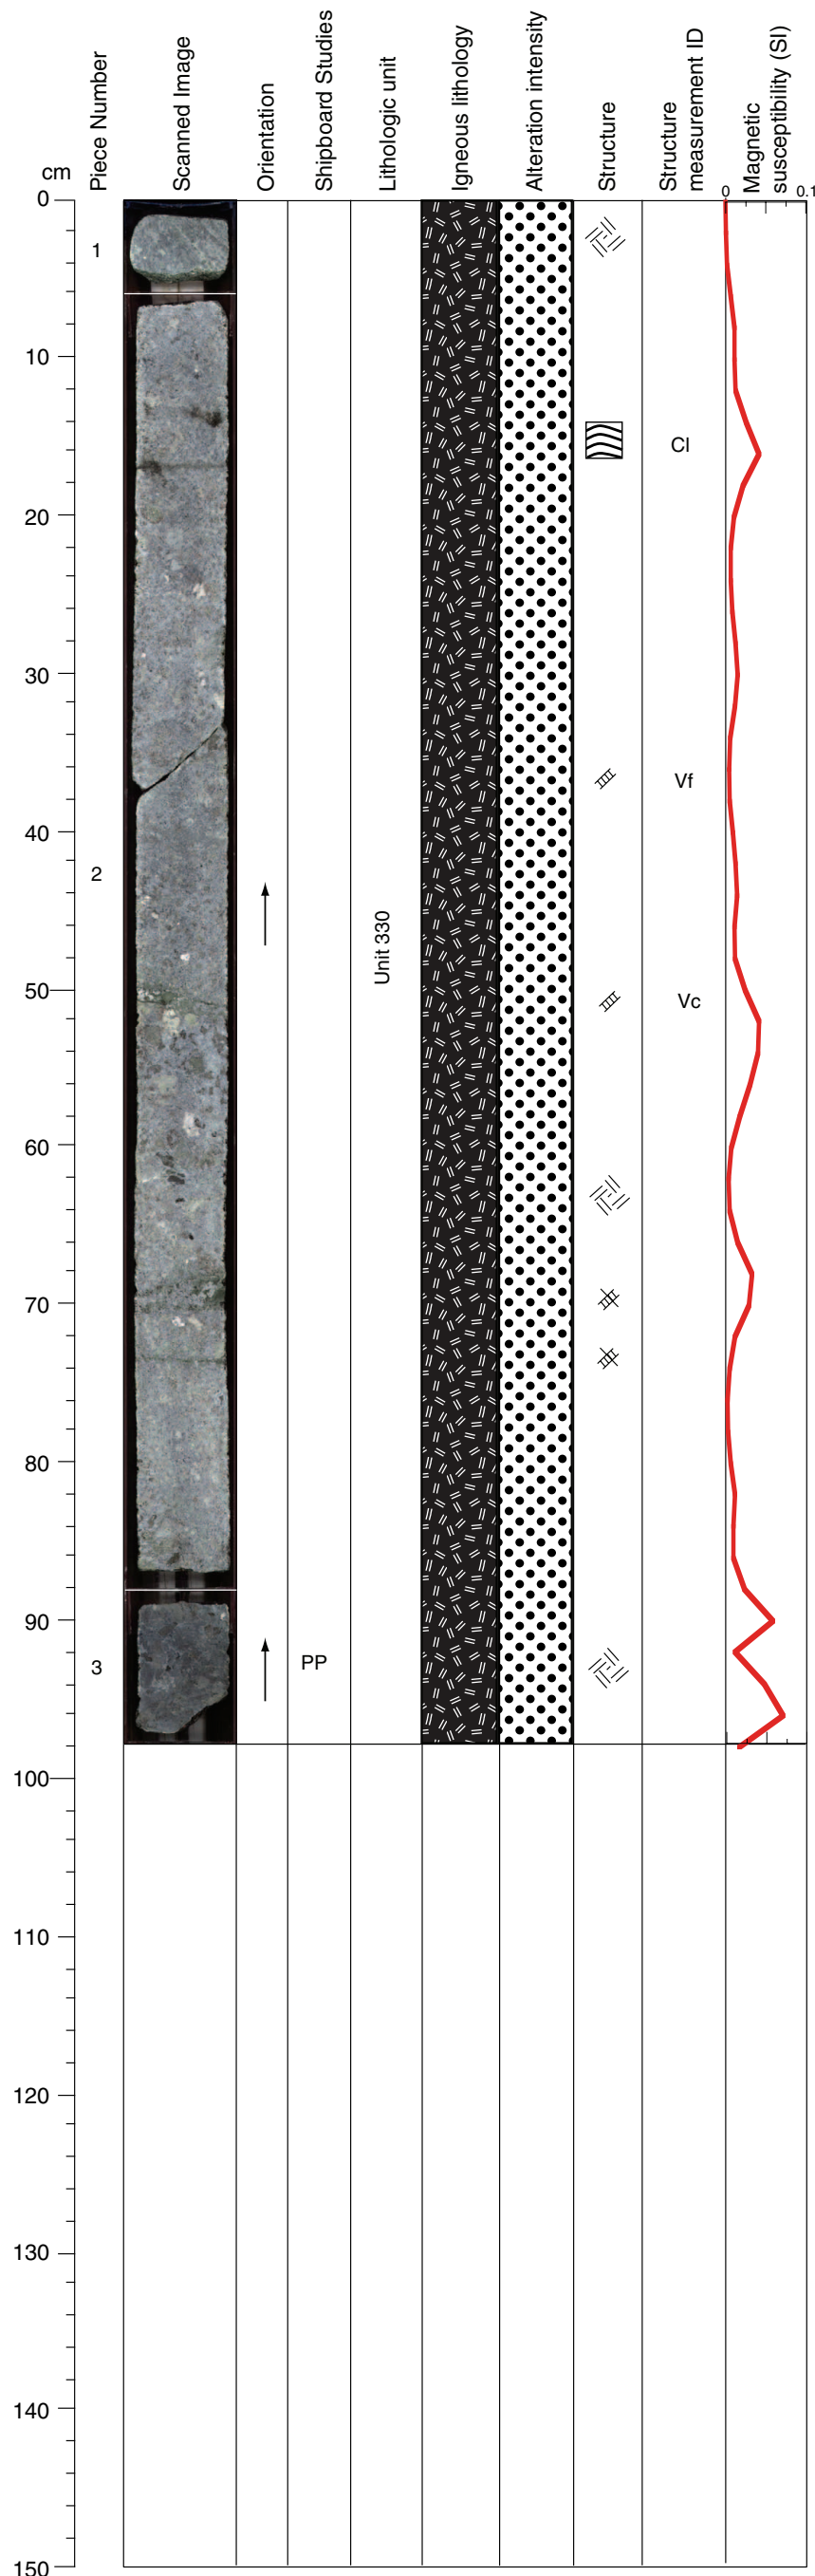 cm
Piece Number
Scanned Image
Orientation
Shipboard Studies
Lithologic unit
Igneous lithology
Alteration intensity
Structure
Structure
measurement ID
Magnetic
susceptibility (SI)
0 0.1
0
1
10
Cl
20
30
Vf
40
2
Unit 330
50
Vc
60
70
80
90
3
PP
100
110
120
130
140
150